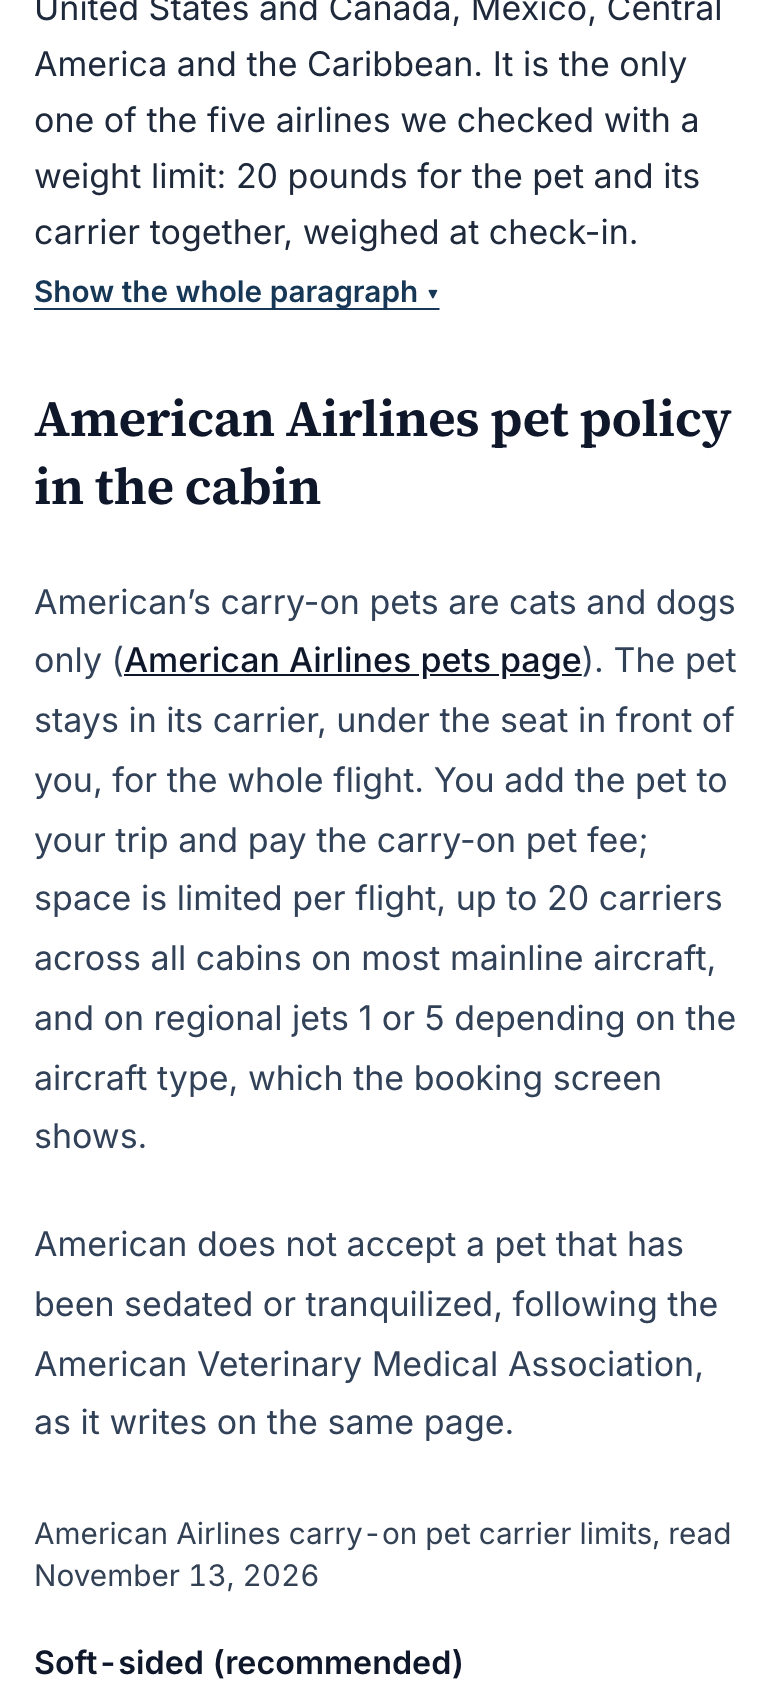 United States and Canada, Mexico, Central
America and the Caribbean. It is the only
one of the five airlines we checked with a
weight limit: 20 pounds for the pet and its
carrier together, weighed at check-in.
Show the whole paragraph ▾
American Airlines pet policy
in the cabin
American’s carry-on pets are cats and dogs
only (American Airlines pets page). The pet
stays in its carrier, under the seat in front of
you, for the whole flight. You add the pet to
your trip and pay the carry-on pet fee;
space is limited per flight, up to 20 carriers
across all cabins on most mainline aircraft,
and on regional jets 1 or 5 depending on the
aircraft type, which the booking screen
shows.
American does not accept a pet that has
been sedated or tranquilized, following the
American Veterinary Medical Association,
as it writes on the same page.
American Airlines carry-on pet carrier limits, read
November 13, 2026
Soft-sided (recommended)